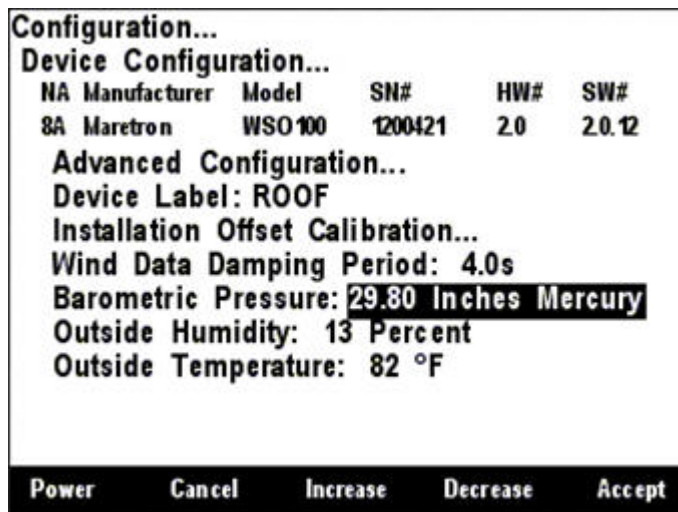 Configuration...
Device Configuration...
NA Manufacturer Model SN# HW# SW#
8A Maretron WSO100 1200421 2.0 2.0.12
Advanced Configuration...
Device Label: ROOF
Installation Offset Calibration...
Wind Data Damping Period: 4.0s
Barometric Pressure: 29.80 Inches Mercury
Outside Humidity: 13 Percent
Outside Temperature: 82 °F
Power Cancel Increase Decrease Accept